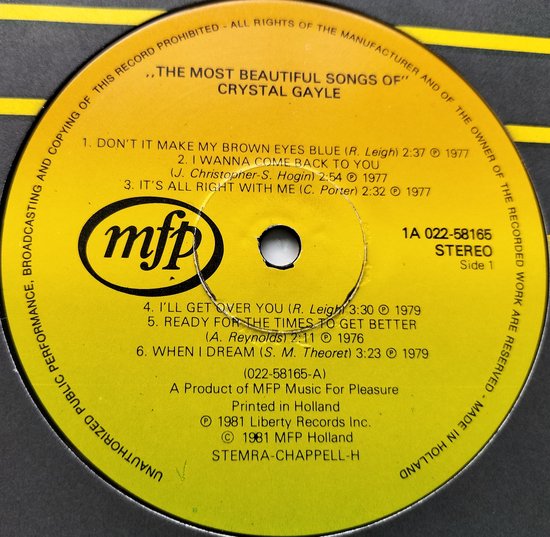 UNAUTHORIZED PUBLIC PERFORMANCE, BROADCASTING AND COPYING OF THIS RECORD PROHIBITED - ALL RIGHTS OF THE MANUFACTURER AND OF THE OWNER OF THE RECORDED WORK ARE RESERVED - MADE IN HOLLAND
,,THE MOST BEAUTIFUL SONGS OF"
CRYSTAL GAYLE
1. DON'T IT MAKE MY BROWN EYES BLUE (R. Leigh) 2:37 ℗ 1977
2. I WANNA COME BACK TO YOU
(J. Christopher-S. Hogin) 2:54 ℗ 1977
3. IT'S ALL RIGHT WITH ME (C. Porter) 2:32 ℗ 1977
mfp
1A 022-58165
STEREO
Side 1
4. I'LL GET OVER YOU (R. Leigh) 3:30 ℗ 1979
5. READY FOR THE TIMES TO GET BETTER
(A. Reynolds) 2:11 ℗ 1976
6. WHEN I DREAM (S. M. Theoret) 3:23 ℗ 1979
(022-58165-A)
A Product of MFP Music For Pleasure
Printed in Holland
℗ 1981 Liberty Records Inc.
© 1981 MFP Holland
STEMRA-CHAPPELL-H